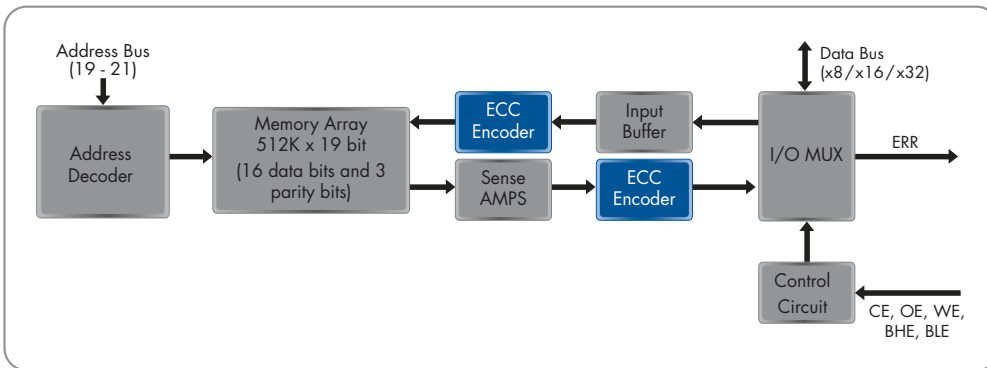 Address Bus
(19 - 21)
Address
Decoder
Memory Array
512K x 19 bit
(16 data bits and 3
parity bits)
ECC
Encoder
Input
Buffer
Sense
AMPS
ECC
Encoder
Data Bus
(x8/x16/x32)
I/O MUX
ERR
Control
Circuit
CE, OE, WE,
BHE, BLE